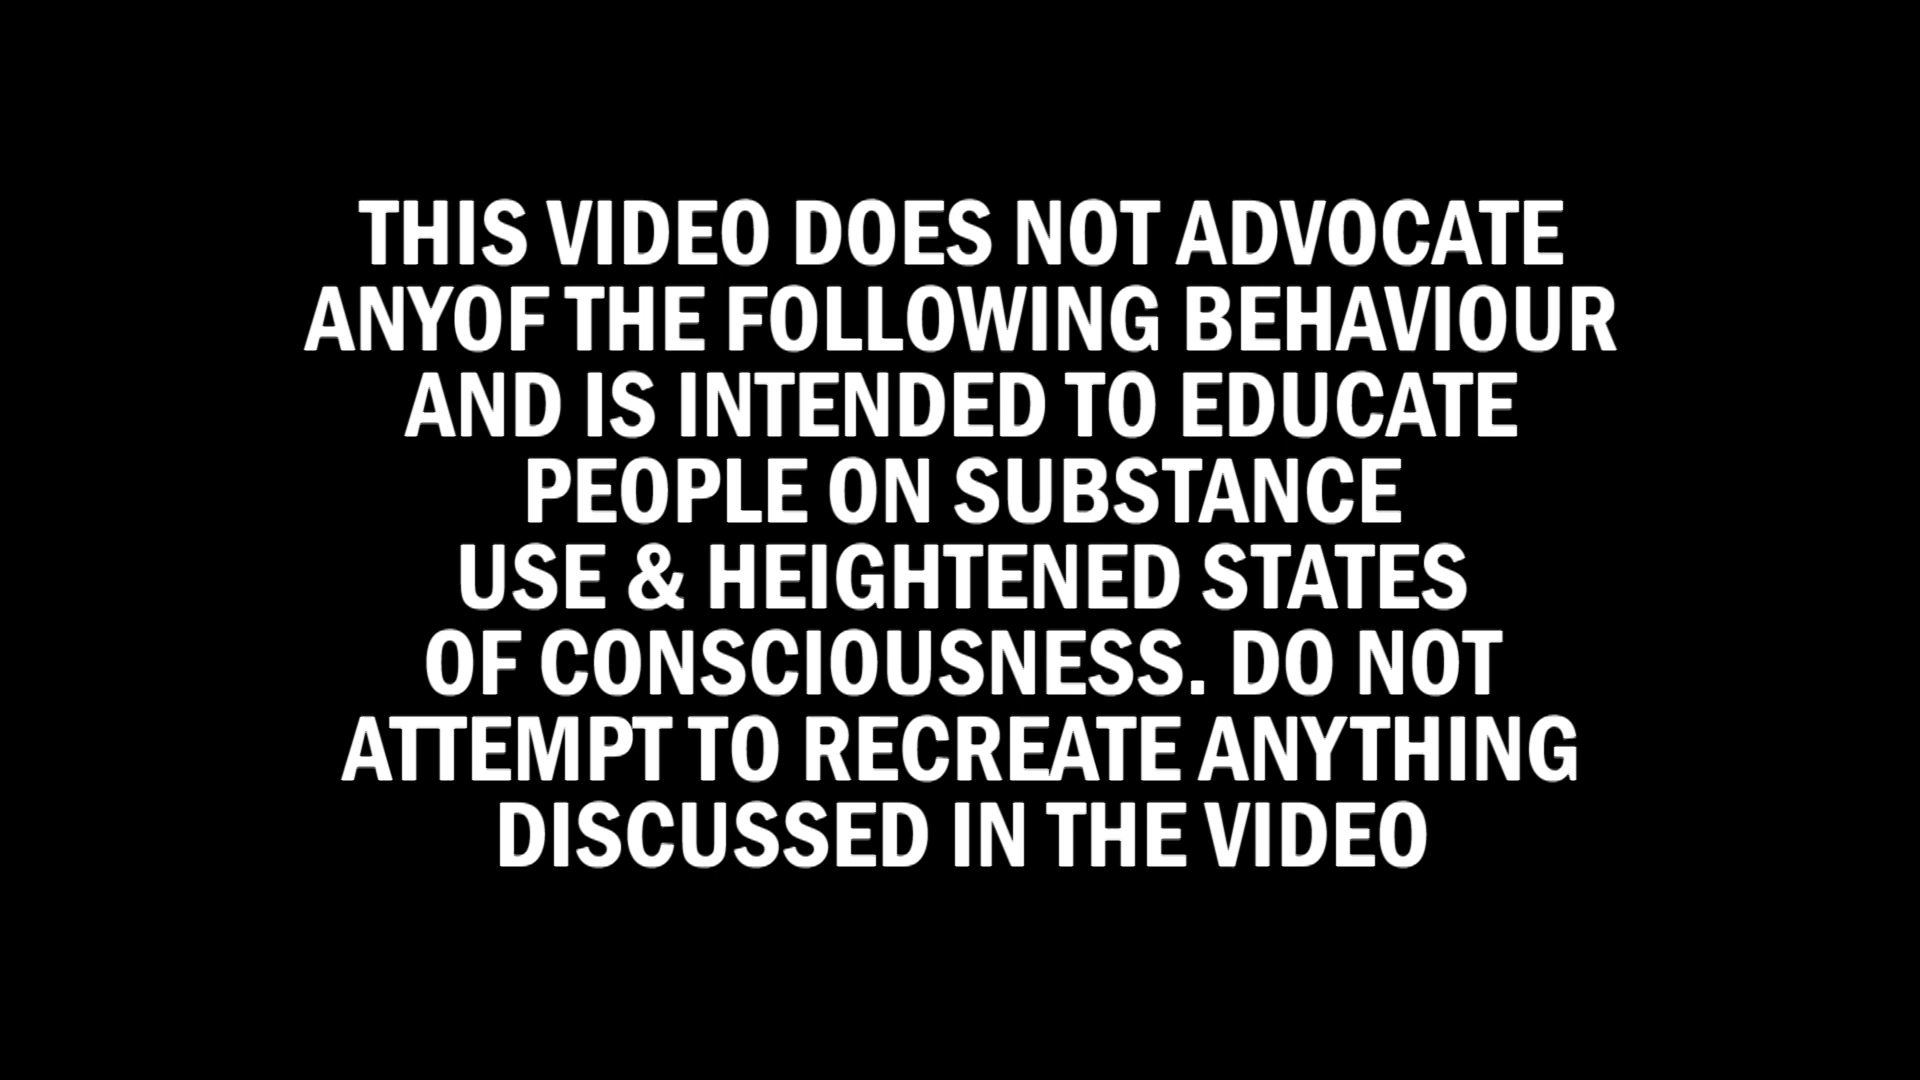 THIS VIDEO DOES NOT ADVOCATE
ANYOF THE FOLLOWING BEHAVIOUR
AND IS INTENDED TO EDUCATE
PEOPLE ON SUBSTANCE
USE & HEIGHTENED STATES
OF CONSCIOUSNESS. DO NOT
ATTEMPT TO RECREATE ANYTHING
DISCUSSED IN THE VIDEO